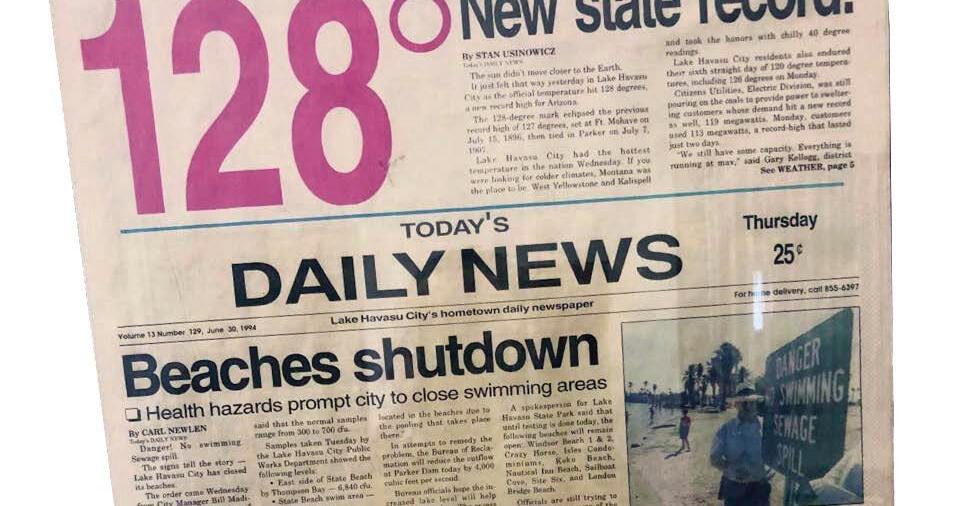 128°
New state record!
By STAN USINOWICZ
Today's DAILY NEWS
The sun didn't move closer to the Earth.
It just felt that way yesterday in Lake Havasu
City as the official temperature hit 128 degrees,
a new record high for Arizona.
The 128-degree mark eclipsed the previous
record high of 127 degrees, set at Ft. Mohave on
July 15, 1896, then tied in Parker on July 7,
1907.
Lake Havasu City had the hottest
temperature in the nation Wednesday. If you
were looking for colder climates, Montana was
the place to be. West Yellowstone and Kalispell
and took the honors with chilly 40 degree
readings.
Lake Havasu City residents also endured
their sixth straight day of 120 degree tempera-
tures, including 126 degrees on Monday.
Citizens Utilities, Electric Division, was still
pouring on the coals to provide power to swelter-
ing customers whose demand hit a new record
as well, 119 megawatts. Monday, customers
used 113 megawatts, a record-high that lasted
just two days.
"We still have some capacity. Everything is
running at max," said Gary Kellogg, district
See WEATHER, page 5
TODAY'S
DAILY NEWS
Thursday
25¢
Lake Havasu City's hometown daily newspaper
For home delivery, call 855-6397
Volume 13 Number 129, June 30, 1994
Beaches shutdown
❏ Health hazards prompt city to close swimming areas
By CARL NEWLEN
Today's DAILY NEWS
Danger! No swimming.
Sewage spill.
The signs tell the story —
Lake Havasu City has closed
its beaches.
The order came Wednesday
from City Manager Bill Madi-
said that the normal samples
range from 300 to 700 cfu.
Samples taken Tuesday by
the Lake Havasu City Public
Works Department showed the
following levels:
• East side of State Beach
by Thompson Bay — 6,840 cfu.
• State Beach swim area —
located in the beaches due to
the pooling that takes place
there."
In attempts to remedy the
problem, the Bureau of Recla-
mation will reduce the outflow
at Parker Dam today by 4,000
cubic feet per second.
Bureau officials hope the in-
creased lake level will help
A spokesperson for Lake
Havasu State Park said that
until testing is done today, the
following beaches will remain
open: Windsor Beach 1 & 2,
Crazy Horse, Isles Condo-
miniums, Koko Beach,
Nautical Inn Beach, Sailboat
Cove, Site Six, and London
Bridge Beach.
Officials are still trying to
DANGER
SWIMMING
SEWAGE
SPILL